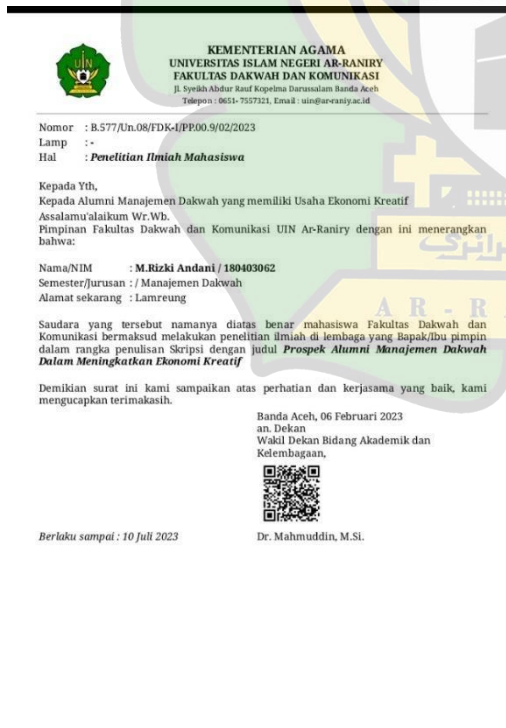 KEMENTERIAN AGAMA
UNIVERSITAS ISLAM NEGERI AR-RANIRY
FAKULTAS DAKWAH DAN KOMUNIKASI
Jl. Syeikh Abdur Rauf Kopelma Darussalam Banda Aceh
Telepon : 0651- 7557321, Email : uin@ar-raniy.ac.id
Nomor : B.577/Un.08/FDK-I/PP.00.9/02/2023
Lamp : -
Hal : Penelitian Ilmiah Mahasiswa
Kepada Yth,
Kepada Alumni Manajemen Dakwah yang memiliki Usaha Ekonomi Kreatif
Assalamu'alaikum Wr.Wb.
Pimpinan Fakultas Dakwah dan Komunikasi UIN Ar-Raniry dengan ini menerangkan
bahwa:
Nama/NIM : M.Rizki Andani / 180403062
Semester/Jurusan : / Manajemen Dakwah
Alamat sekarang : Lamreung
Saudara yang tersebut namanya diatas benar mahasiswa Fakultas Dakwah dan
Komunikasi bermaksud melakukan penelitian ilmiah di lembaga yang Bapak/Ibu pimpin
dalam rangka penulisan Skripsi dengan judul Prospek Alumni Manajemen Dakwah
Dalam Meningkatkan Ekonomi Kreatif
Demikian surat ini kami sampaikan atas perhatian dan kerjasama yang baik, kami
mengucapkan terimakasih.
Banda Aceh, 06 Februari 2023
an. Dekan
Wakil Dekan Bidang Akademik dan
Kelembagaan,
Berlaku sampai : 10 Juli 2023
Dr. Mahmuddin, M.Si.
UIN
A R - R